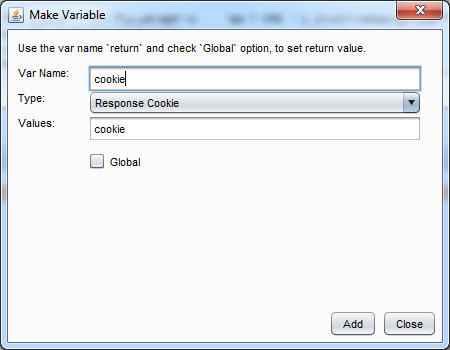 Make Variable
Use the var name `return` and check `Global` option, to set return value.
Var Name: cookie
Type: Response Cookie
Values: cookie
Global
Add Close